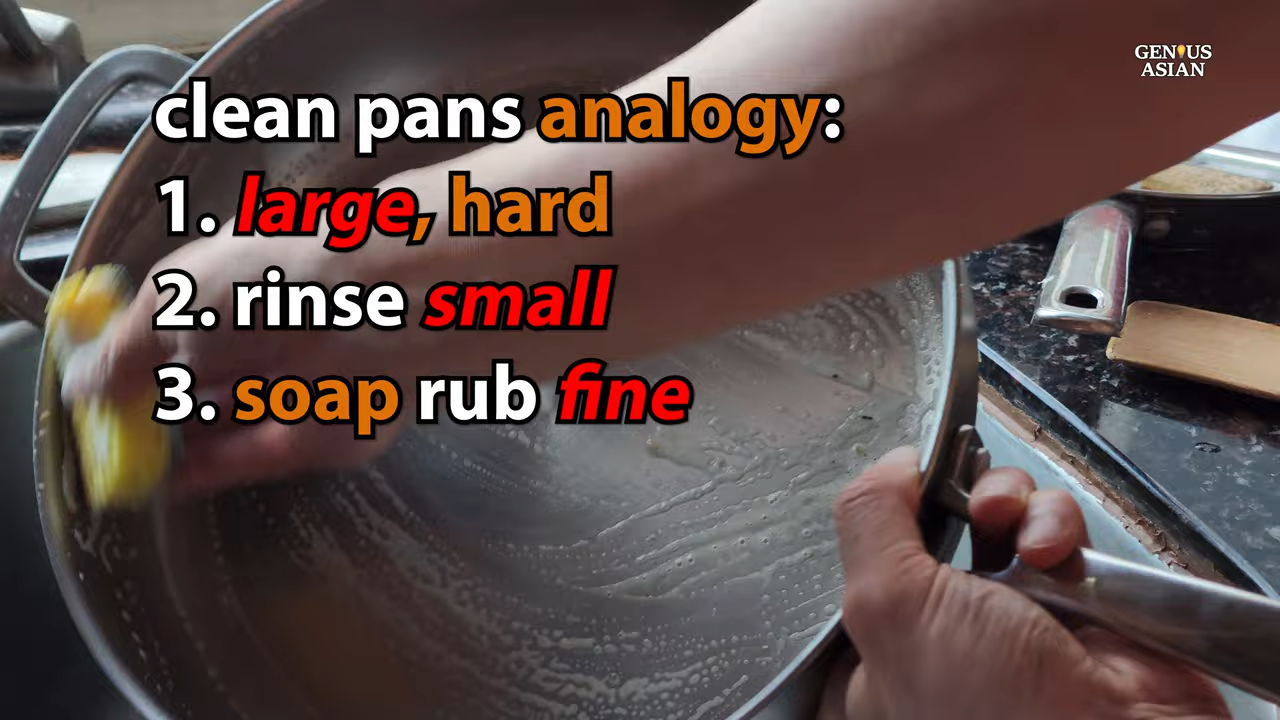 GENIUS
ASIAN
clean pans analogy:
1. large, hard
2. rinse small
3. soap rub fine